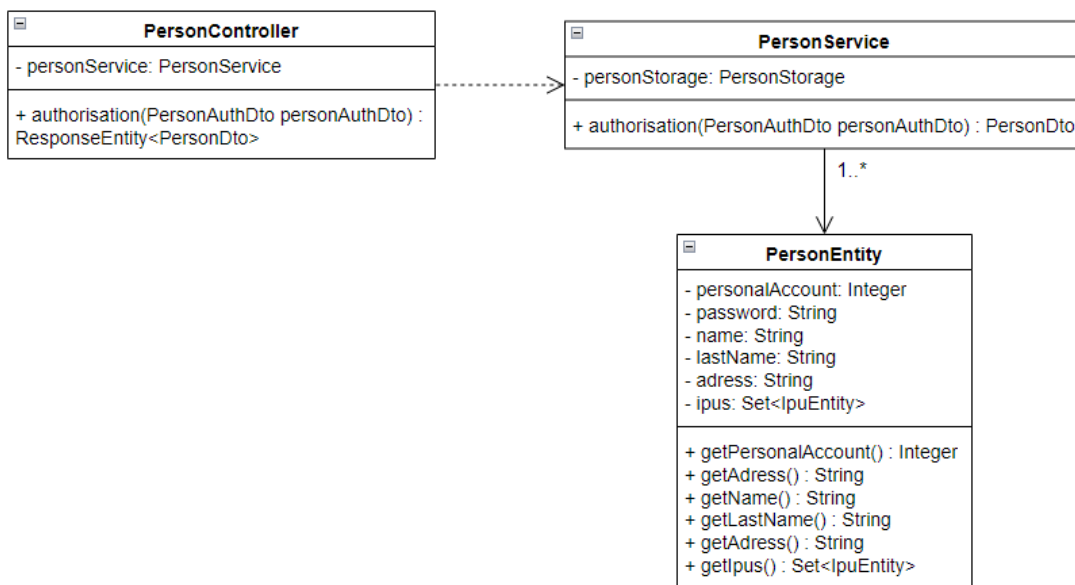 PersonController
- personService: PersonService
+ authorisation(PersonAuthDto personAuthDto) :
ResponseEntity<PersonDto>
PersonService
- personStorage: PersonStorage
+ authorisation(PersonAuthDto personAuthDto) : PersonDto
1..*
PersonEntity
- personalAccount: Integer
- password: String
- name: String
- lastName: String
- adress: String
- ipus: Set<IpuEntity>
+ getPersonalAccount() : Integer
+ getAdress() : String
+ getName() : String
+ getLastName() : String
+ getAdress() : String
+ getIpus() : Set<IpuEntity>